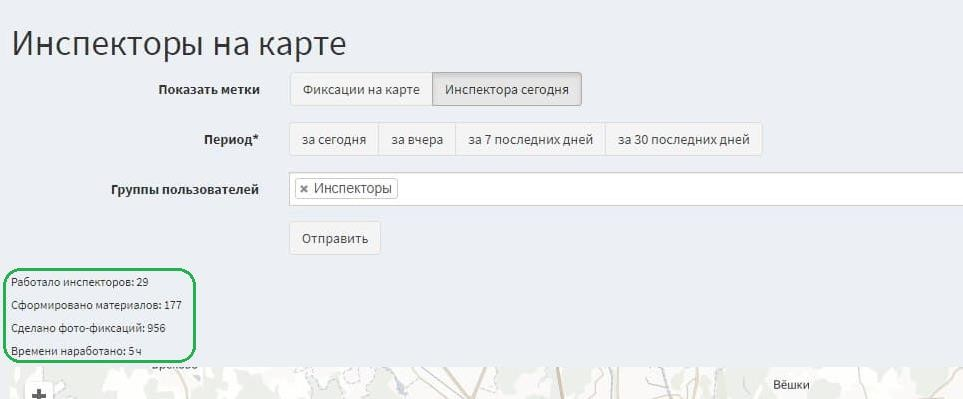 Инспекторы на карте
Показать метки Фиксации на карте Инспектора сегодня
Период* за сегодня за вчера за 7 последних дней за 30 последних дней
Группы пользователей × Инспекторы
Отправить
Работало инспекторов: 29
Сформировано материалов: 177
Сделано фото-фиксаций: 956
Времени наработано: 5 ч
+ Вёшки